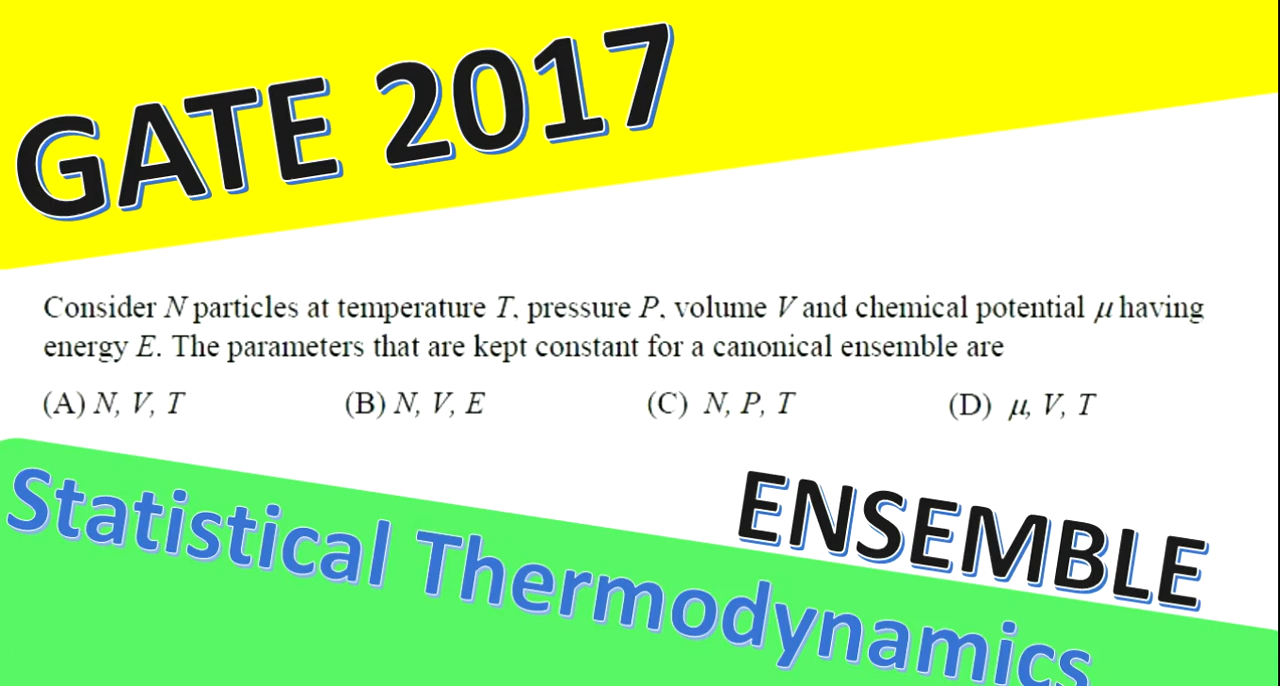 GATE 2017
Consider N particles at temperature T, pressure P, volume V and chemical potential μ having
energy E. The parameters that are kept constant for a canonical ensemble are
(A) N, V, T (B) N, V, E (C) N, P, T (D) μ, V, T
ENSEMBLE
Statistical Thermodynamics